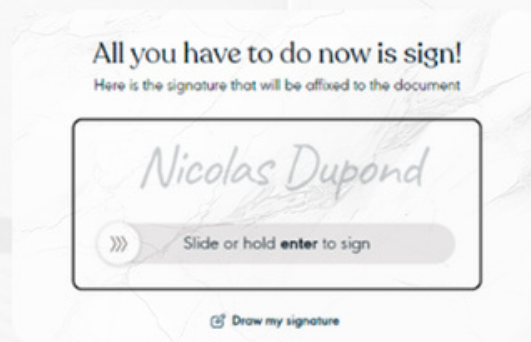 All you have to do now is sign!
Here is the signature that will be affixed to the document
Nicolas Dupond
Slide or hold enter to sign
Draw my signature